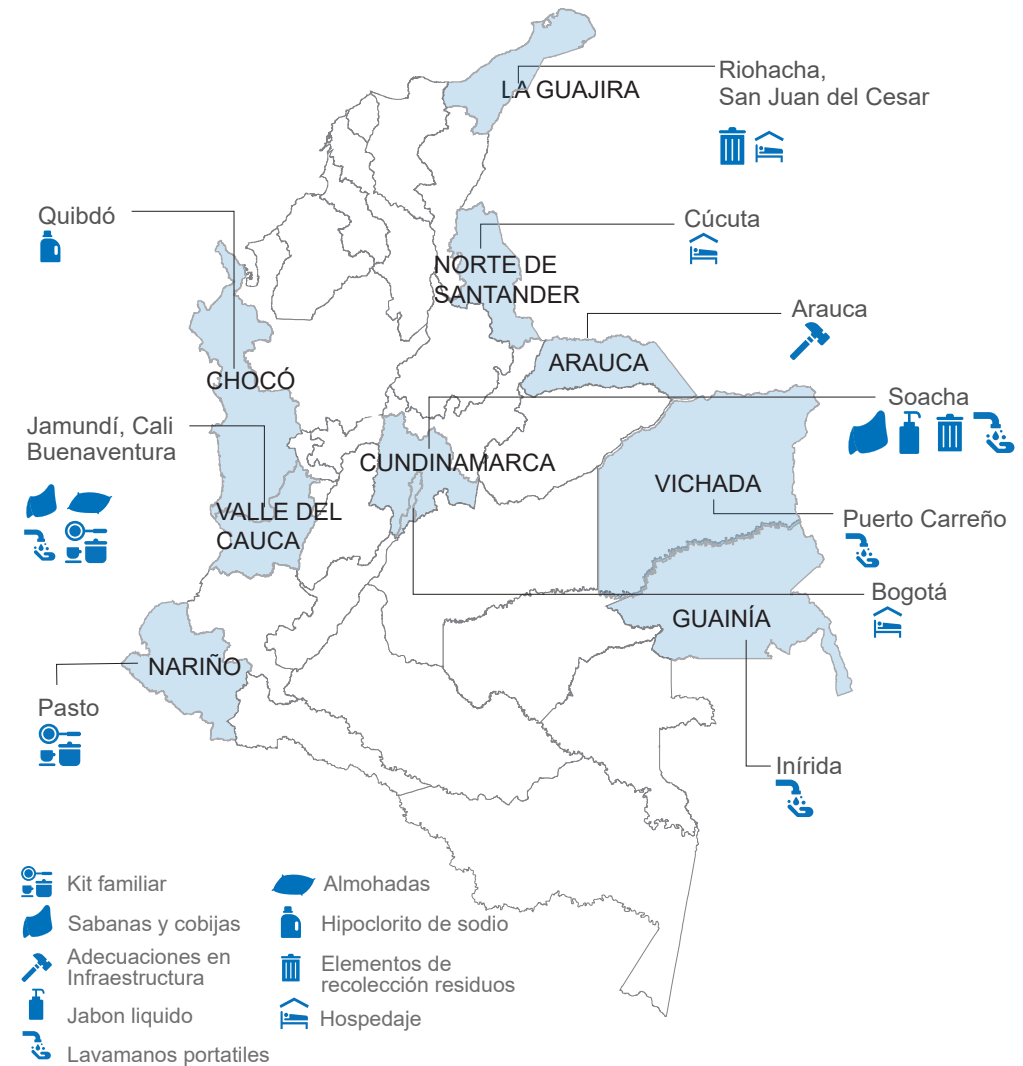 Riohacha,
San Juan del Cesar
LA GUAJIRA
Quibdó
Cúcuta
NORTE DE
SANTANDER
Arauca
ARAUCA
CHOCÓ
Soacha
Jamundí, Cali
Buenaventura
CUNDINAMARCA
VICHADA
VALLE DEL
CAUCA
Puerto Carreño
Bogotá
GUAINÍA
NARIÑO
Pasto
Inírida
Kit familiar
Sabanas y cobijas
Adecuaciones en
Infraestructura
Jabon liquido
Lavamanos portatiles
Almohadas
Hipoclorito de sodio
Elementos de
recolección residuos
Hospedaje